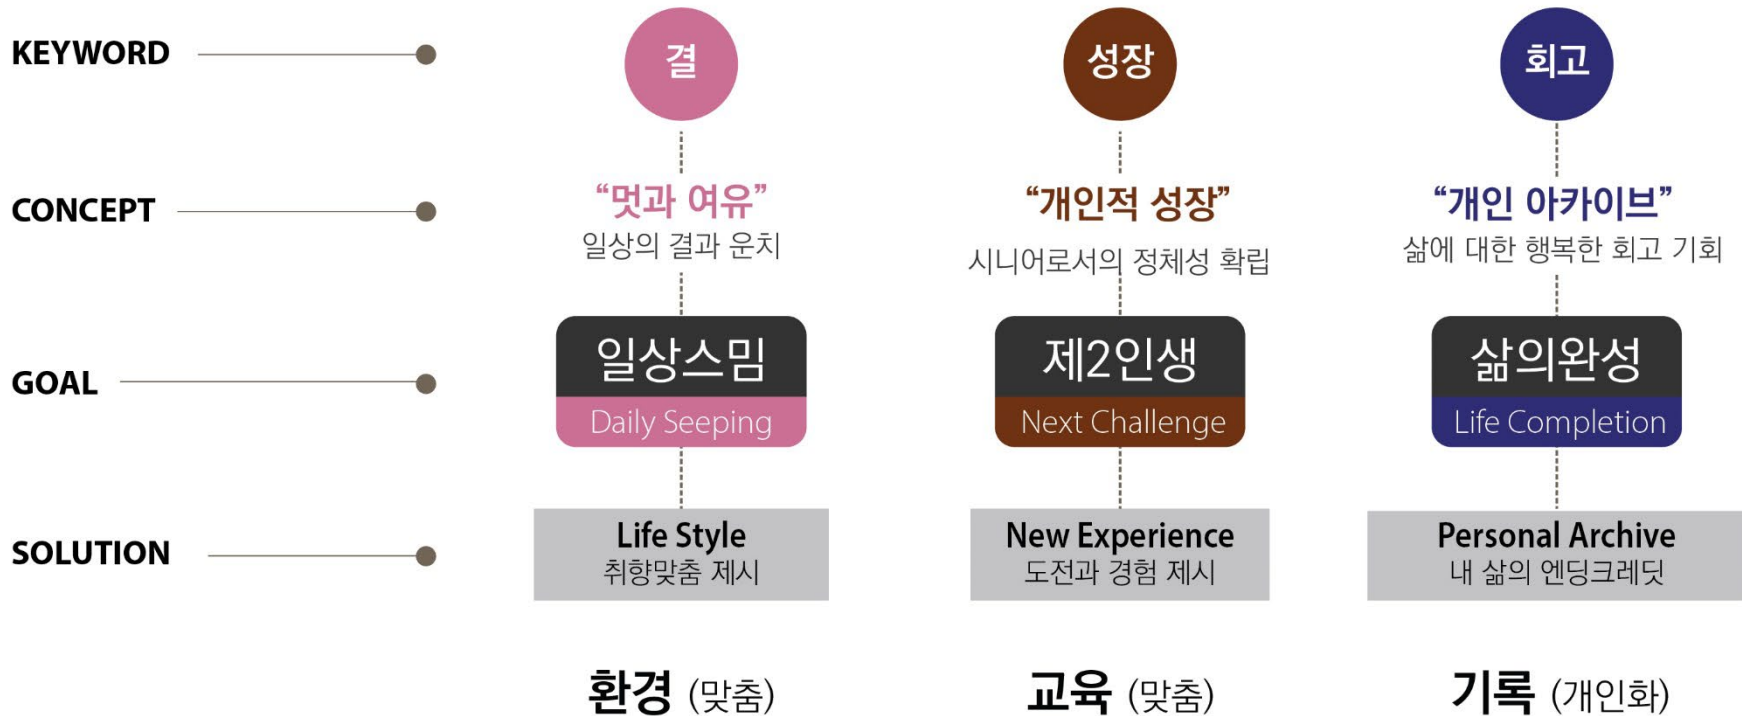 KEYWORD
결
성장
회고
CONCEPT
“멋과 여유”
일상의 결과 운치
“개인적 성장”
시니어로서의 정체성 확립
“개인 아카이브”
삶에 대한 행복한 회고 기회
GOAL
일상스밈
Daily Seeping
제2인생
Next Challenge
삶의완성
Life Completion
SOLUTION
Life Style
취향맞춤 제시
New Experience
도전과 경험 제시
Personal Archive
내 삶의 엔딩크레딧
환경 (맞춤)
교육 (맞춤)
기록 (개인화)